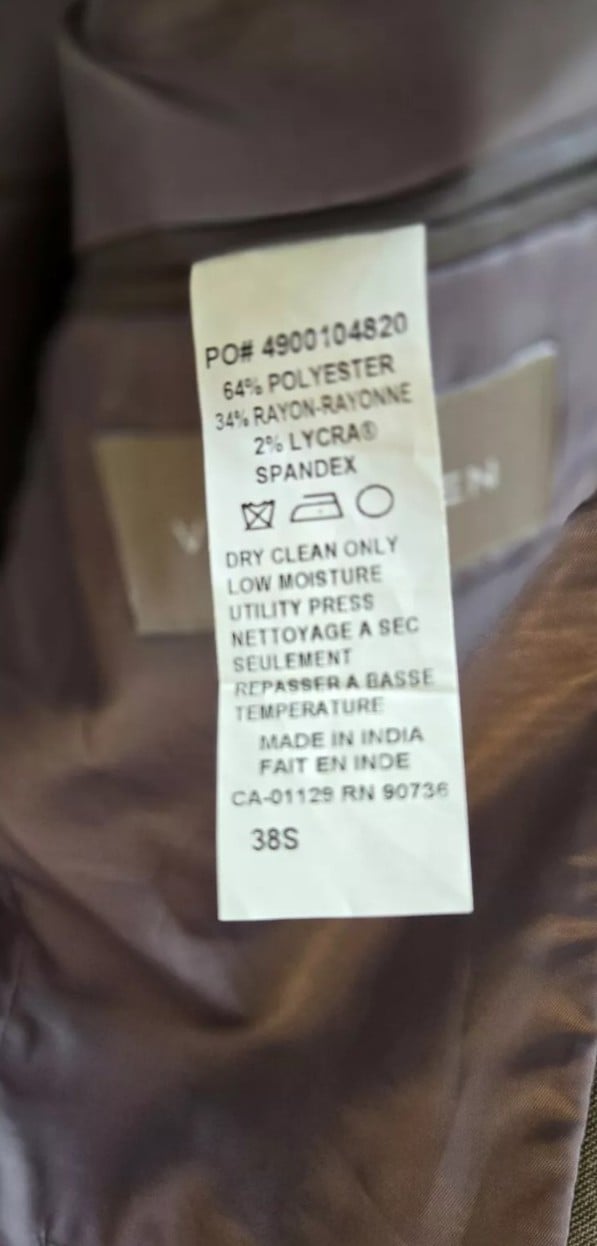 PO# 4900104820
64% POLYESTER
34% RAYON-RAYONNE
2% LYCRA®
SPANDEX
DRY CLEAN ONLY
LOW MOISTURE
UTILITY PRESS
NETTOYAGE A SEC
SEULEMENT
REPASSER A BASSE
TEMPERATURE
MADE IN INDIA
FAIT EN INDE
CA-01129 RN 90736
38S